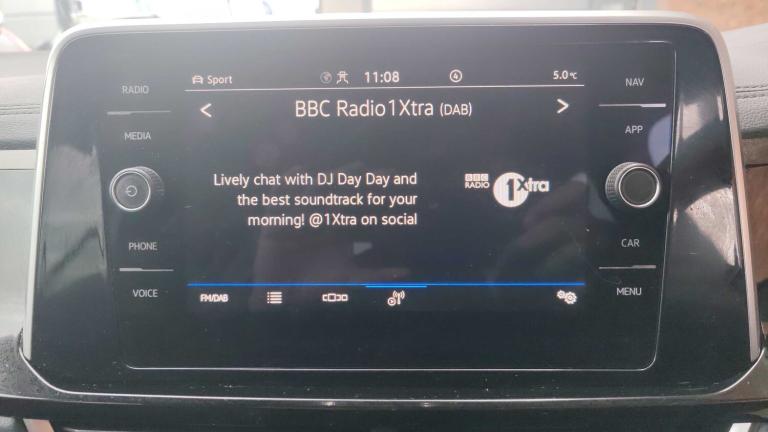 RADIO
MEDIA
PHONE
VOICE
Sport 11:08 4 5.0 °C
BBC Radio1Xtra (DAB)
Lively chat with DJ Day Day and
the best soundtrack for your
morning! @1Xtra on social
BBC
RADIO
1Xtra
FM/DAB
NAV
APP
CAR
MENU